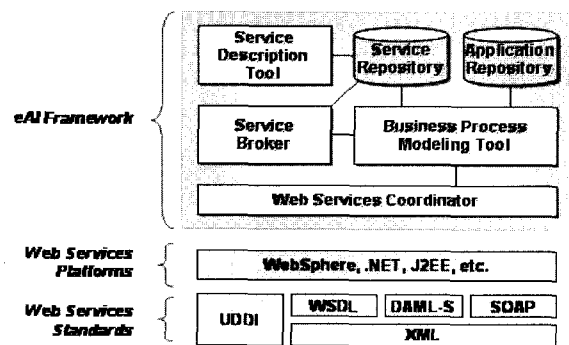 Service
Description
Tool
Service
Repository
Application
Repository
eAI Framework
Service
Broker
Business Process
Modeling Tool
Web Services Coordinator
Web Services
Platforms
WebSphere, .NET, J2EE, etc.
Web Services
Standards
UDDI
WSDL
DAML-S
SOAP
XML